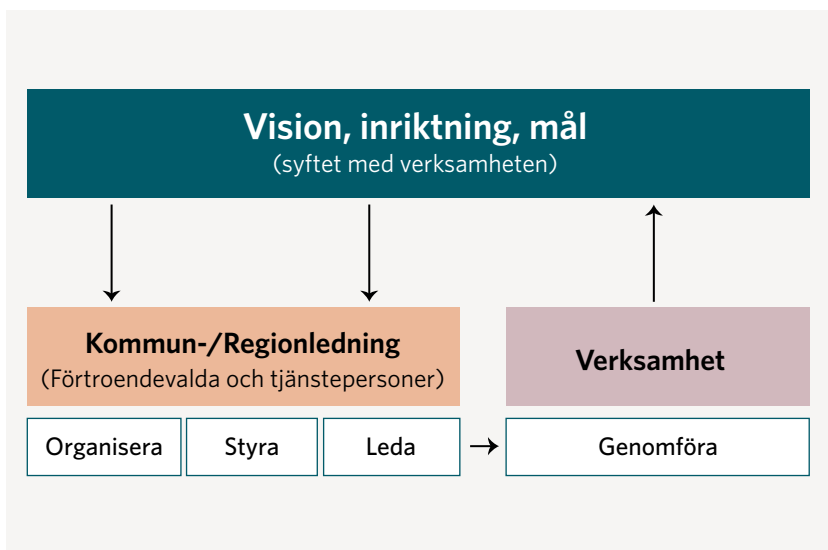 Vision, inriktning, mål
(syftet med verksamheten)
Kommun-/Regionledning
(Förtroendevalda och tjänstepersoner)
Verksamhet
Organisera
Styra
Leda
Genomföra